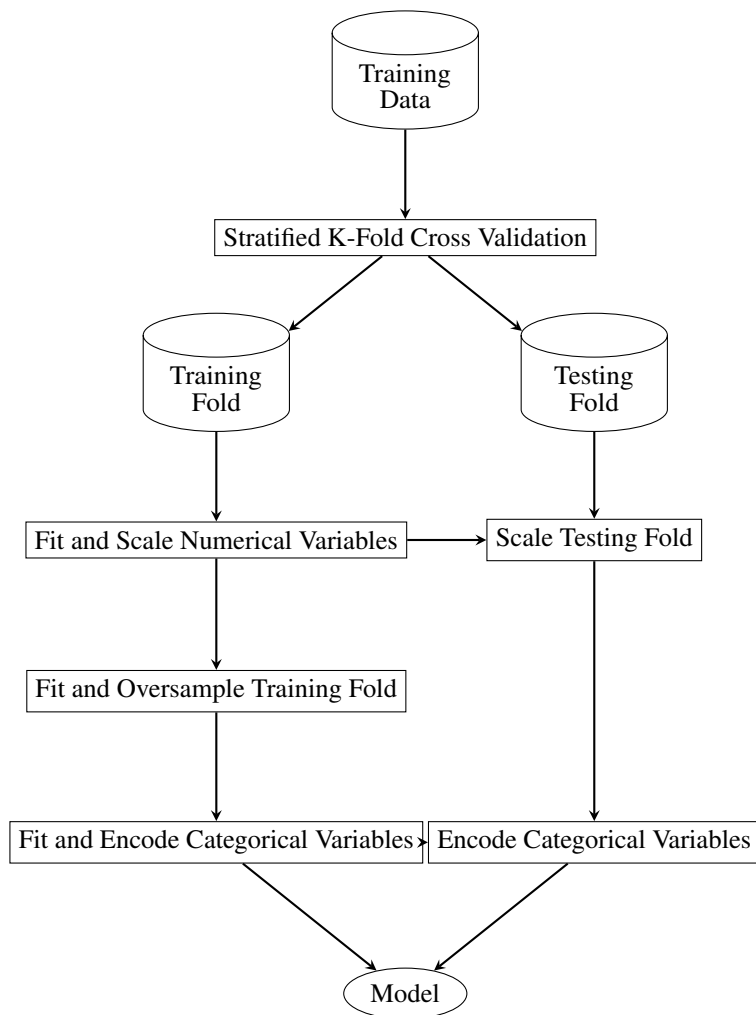 Training
Data
Stratified K-Fold Cross Validation
Training
Fold
Testing
Fold
Fit and Scale Numerical Variables
Scale Testing Fold
Fit and Oversample Training Fold
Fit and Encode Categorical Variables
Encode Categorical Variables
Model